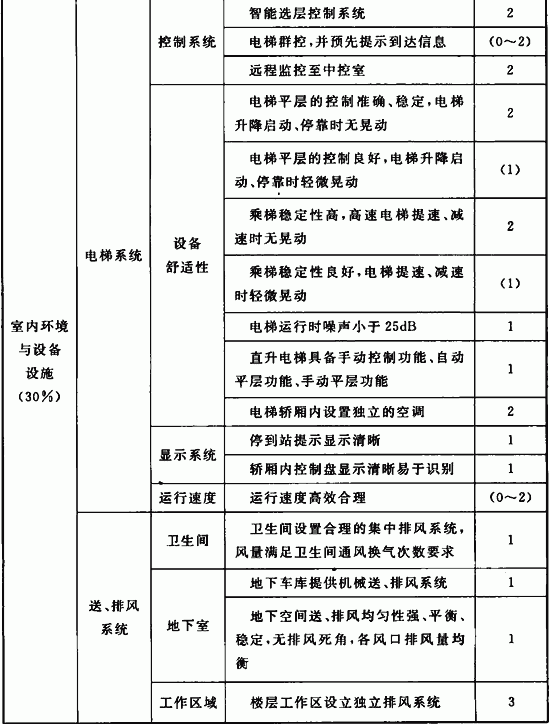 智能选层控制系统
2
控制系统
电梯群控,并预先提示到达信息
(0～2)
远程监控至中控室
2
电梯平层的控制准确、稳定,电梯
升降启动、停靠时无晃动
2
电梯平层的控制良好,电梯升降启
动、停靠时轻微晃动
(1)
电梯系统
设备
舒适性
乘梯稳定性高,高速电梯提速、减
速时无晃动
2
乘梯稳定性良好,电梯提速、减速
时轻微晃动
(1)
室内环境
与设备
设施
(30%)
电梯运行时噪声小于25dB
1
直升电梯具备手动控制功能、自动
平层功能、手动平层功能
1
电梯轿厢内设置独立的空调
2
显示系统
停到站提示显示清晰
1
轿厢内控制盘显示清晰易于识别
1
运行速度
运行速度高效合理
(0～2)
送、排风
系统
卫生间
卫生间设置合理的集中排风系统,
风量满足卫生间通风换气次数要求
1
地下室
地下车库提供机械送、排风系统
1
地下空间送、排风均匀性强、平衡、
稳定,无排风死角,各风口排风量均
衡
1
工作区域
楼层工作区设立独立排风系统
3